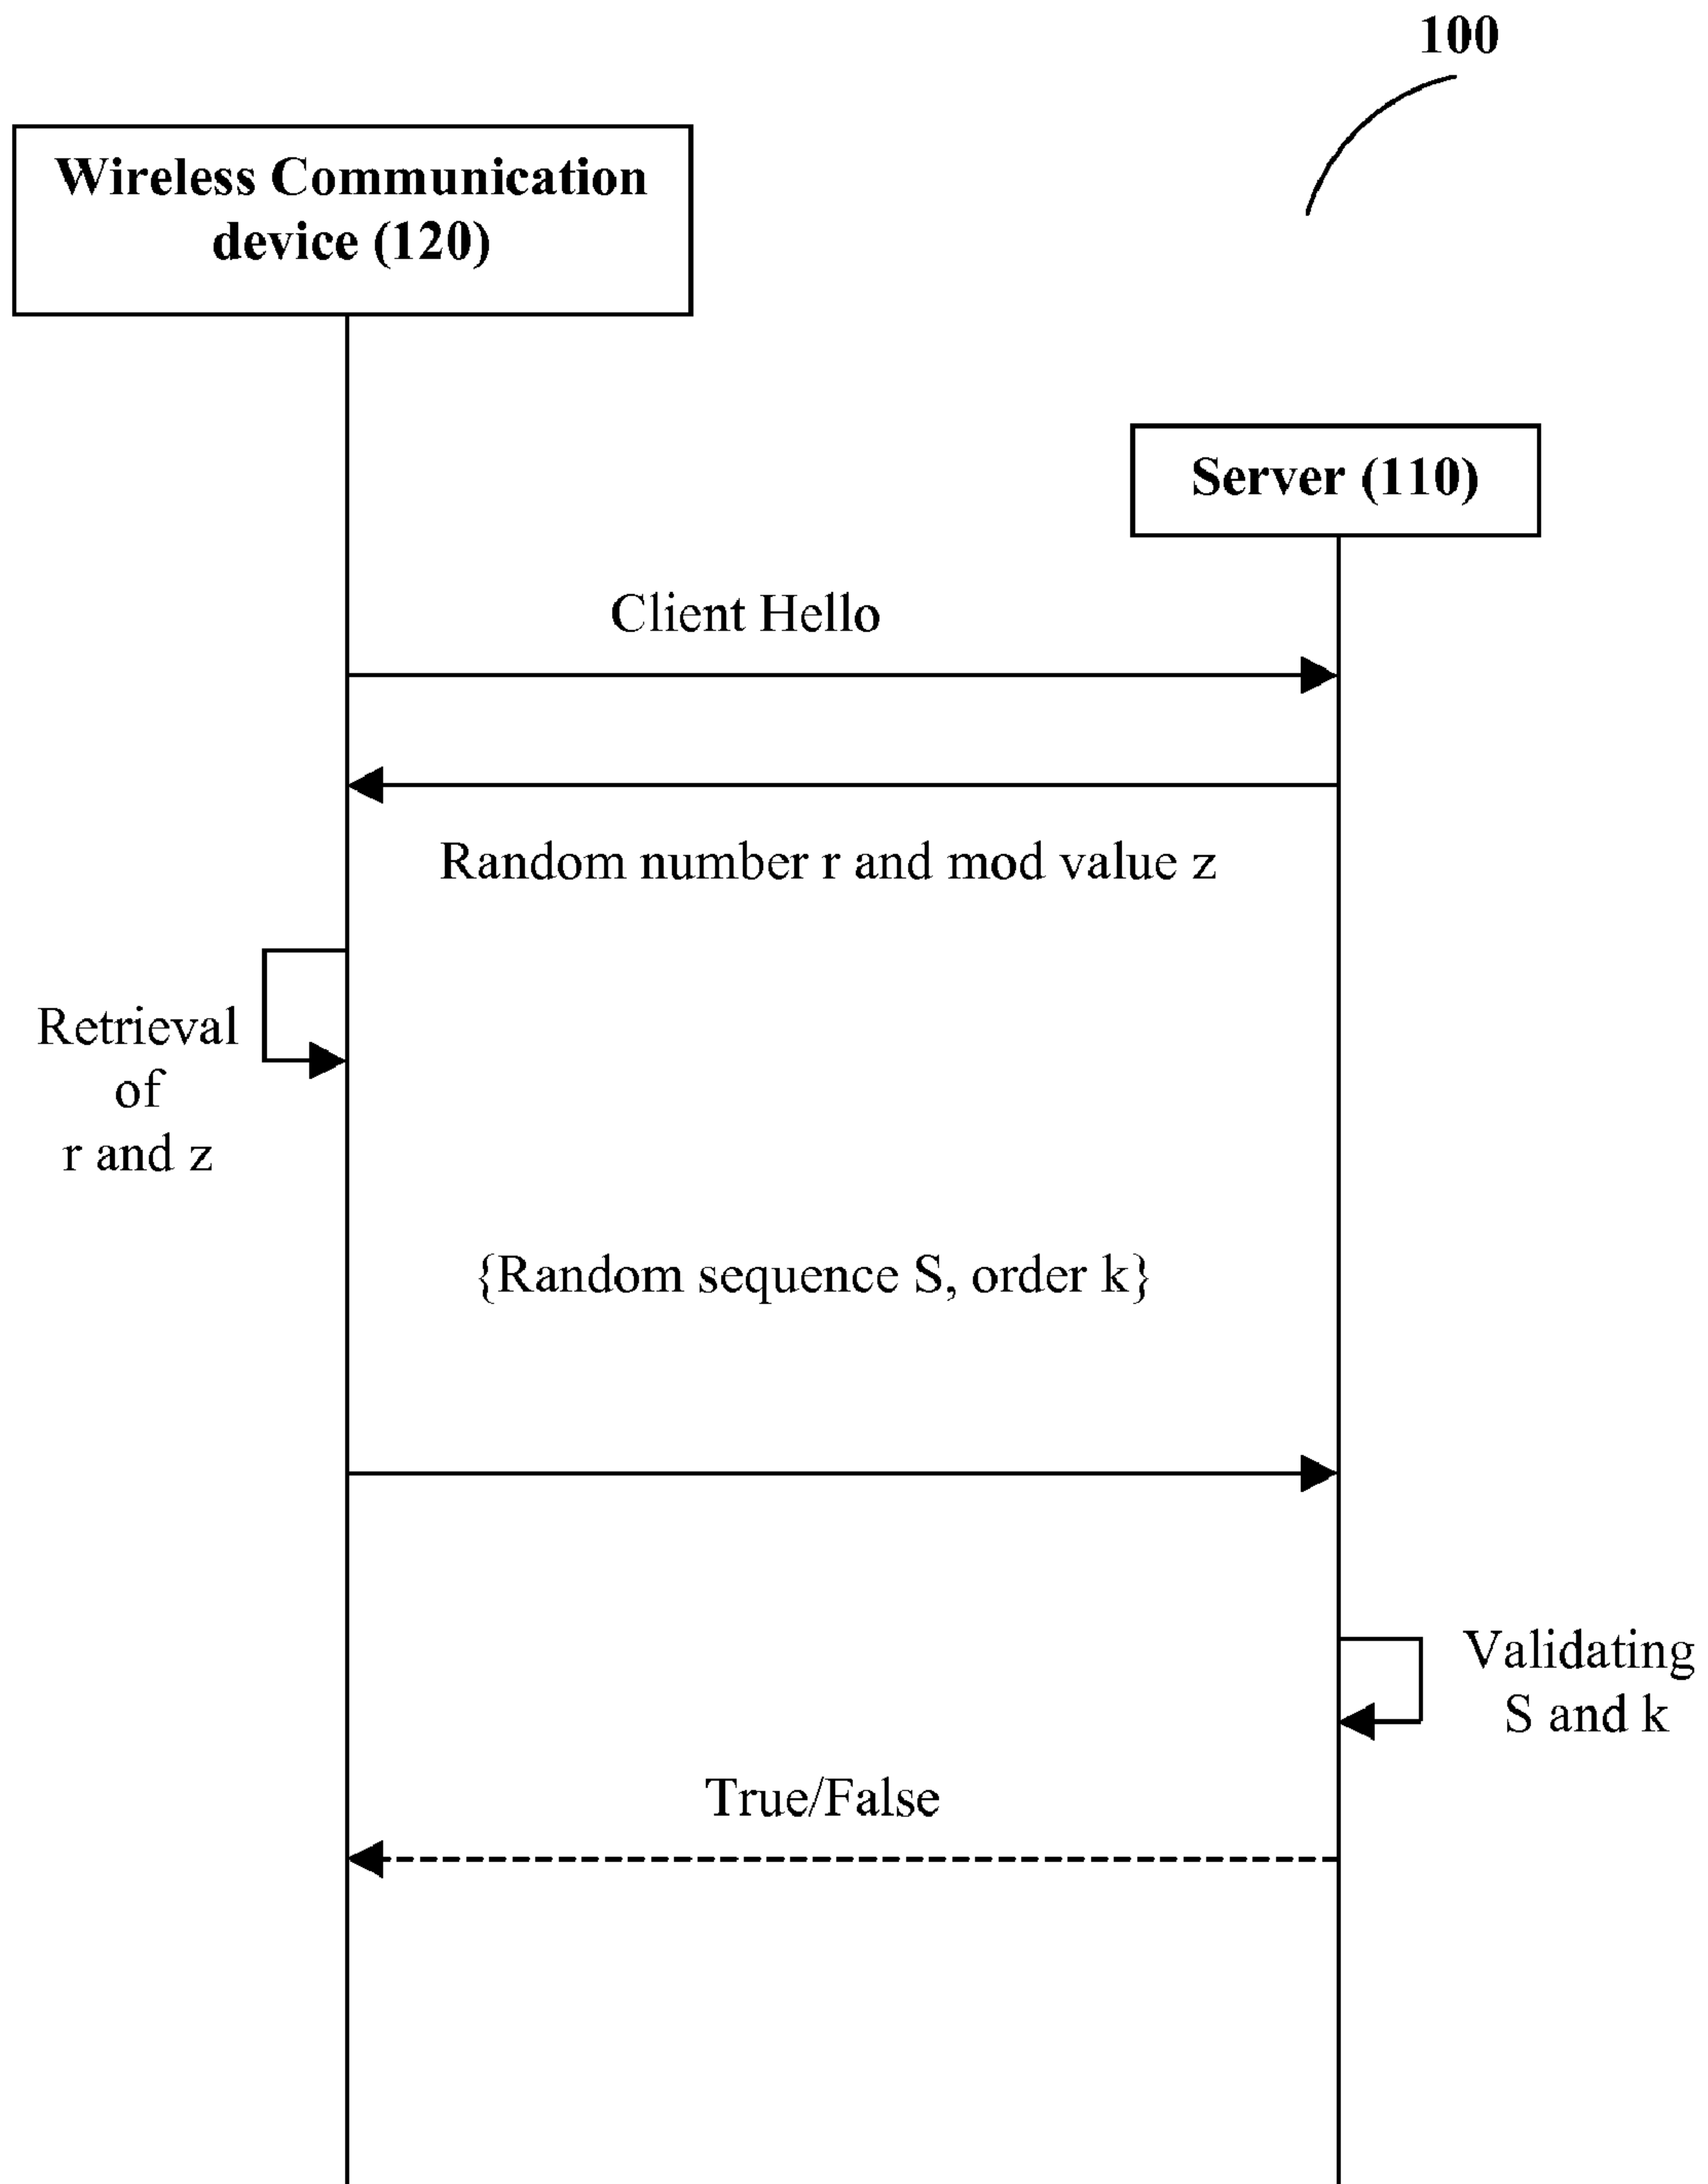 100
Wireless Communication
device (120)
Server (110)
Client Hello
Random number r and mod value z
Retrieval
of
r and z
{Random sequence S, order k}
Validating
S and k
True/False